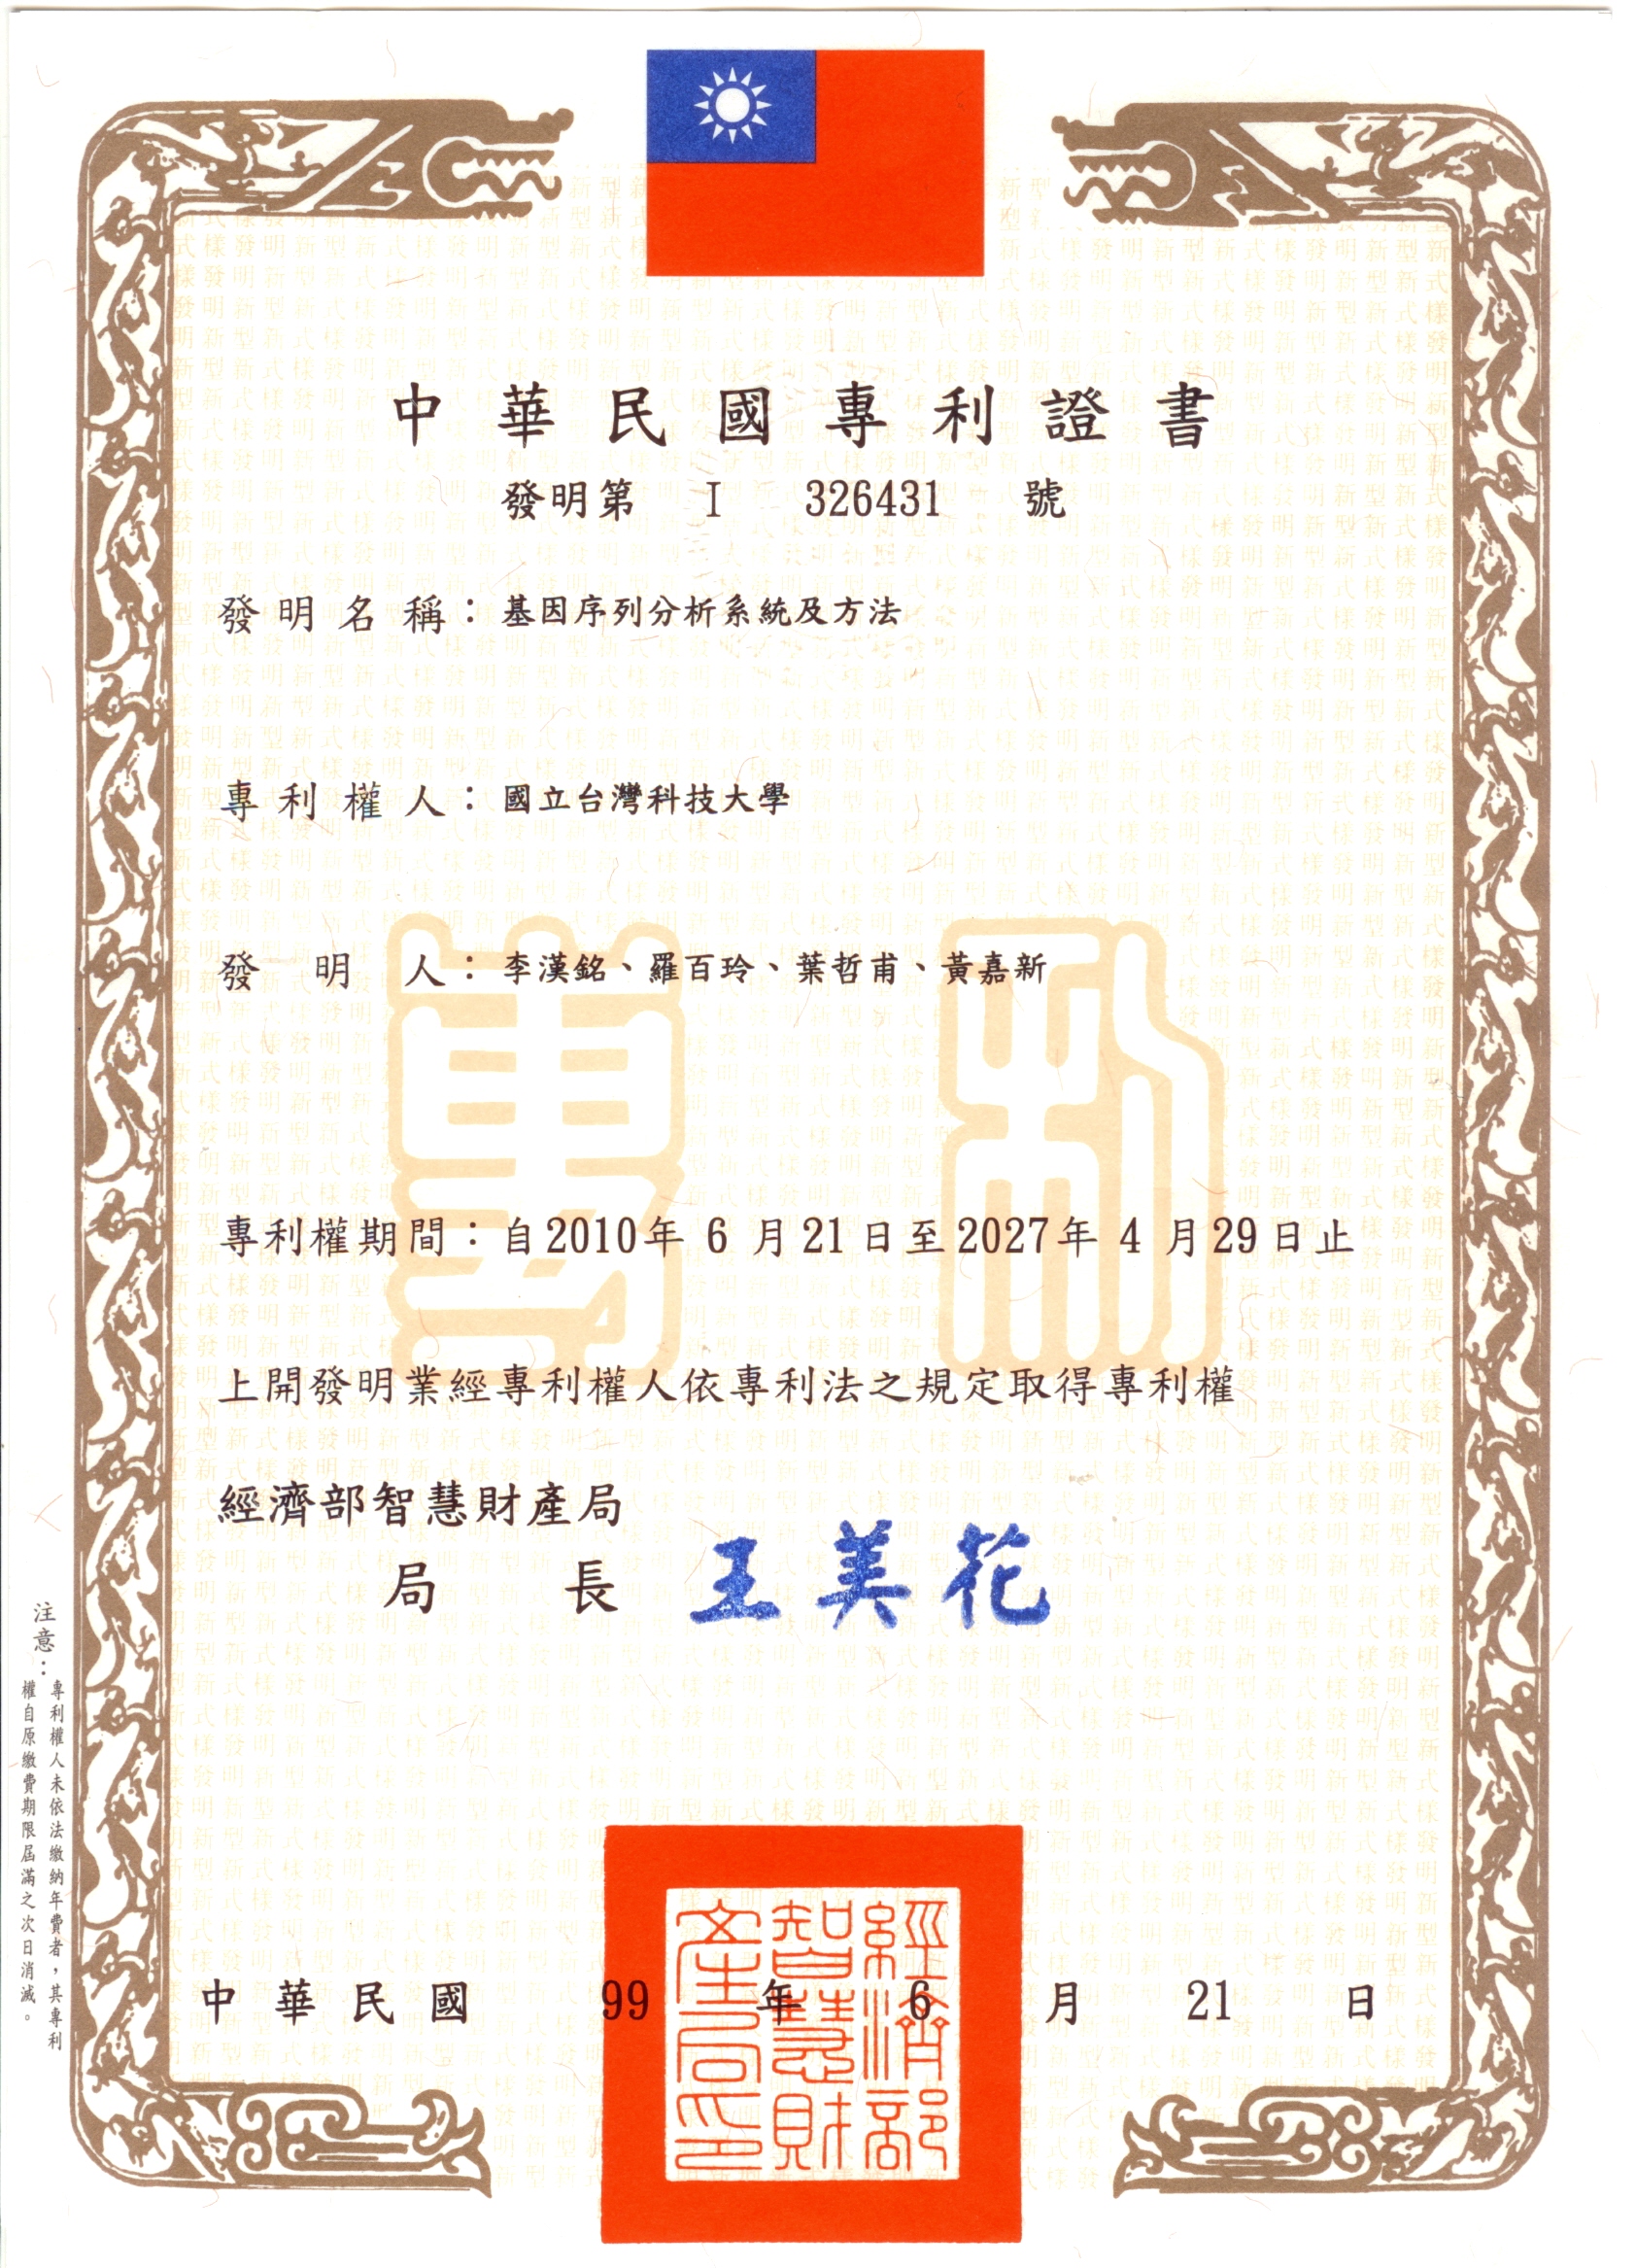 中華民國專利證書
發明第 I 326431 號
發明名稱：基因序列分析系統及方法
專利權人：國立台灣科技大學
發明人：李漢銘、羅百玲、葉哲甫、黃嘉新
專利權期間：自2010年 6 月21日至2027年 4 月29日止
上開發明業經專利權人依專利法之規定取得專利權
經濟部智慧財產局
局長 王美花
注意：
專利權人未依法繳納年費者，其專利
權自原繳費期限屆滿之次日消滅。
專利
經濟部
智慧財
產局印
中華民國 99 年 6 月 21 日